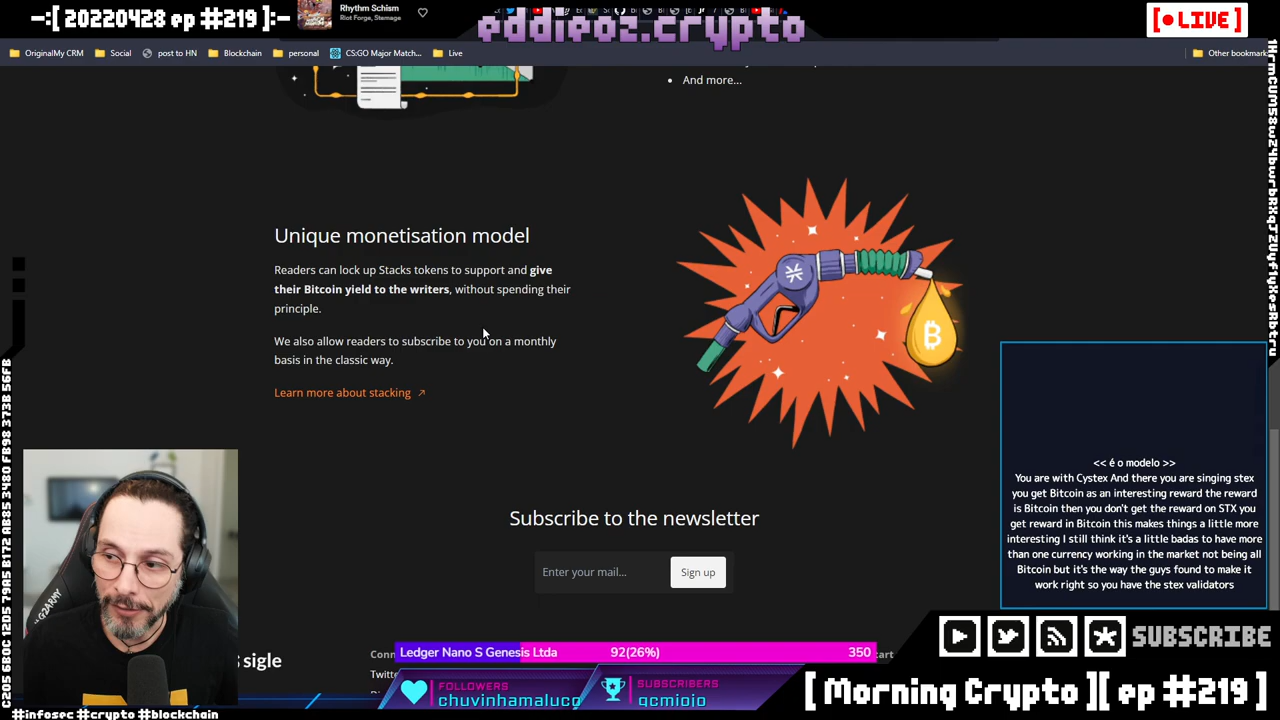 -:[ 20220428 ep #219 ]:-
Rhythm Schism
Riot Forge, Stemage
eddieoz.crypto
[ • LIVE ]
OriginalMy CRM
Social
post to HN
Blockchain
personal
CS:GO Major Match...
Live
Other bookmark
• And more...
Unique monetisation model
Readers can lock up Stacks tokens to support and give
their Bitcoin yield to the writers, without spending their
principle.
We also allow readers to subscribe to you on a monthly
basis in the classic way.
Learn more about stacking ↗
B
Subscribe to the newsletter
Enter your mail...
Sign up
<< é o modelo >>
You are with Cystex And there you are singing stex
you get Bitcoin as an interesting reward the reward
is Bitcoin then you don't get the reward on STX you
get reward in Bitcoin this makes things a little more
interesting I still think it's a little badas to have more
than one currency working in the market not being all
Bitcoin but it's the way the guys found to make it
work right so you have the stex validators
sigle
Conn
Twitte
tart
Ledger Nano S Genesis Ltda
92(26%)
350
FOLLOWERS
chuvinhamaluco
SUBSCRIBERS
gcmioio
SUBSCRIBE
[ Morning Crypto ][ ep #219 ]
#infosec #crypto #blockchain